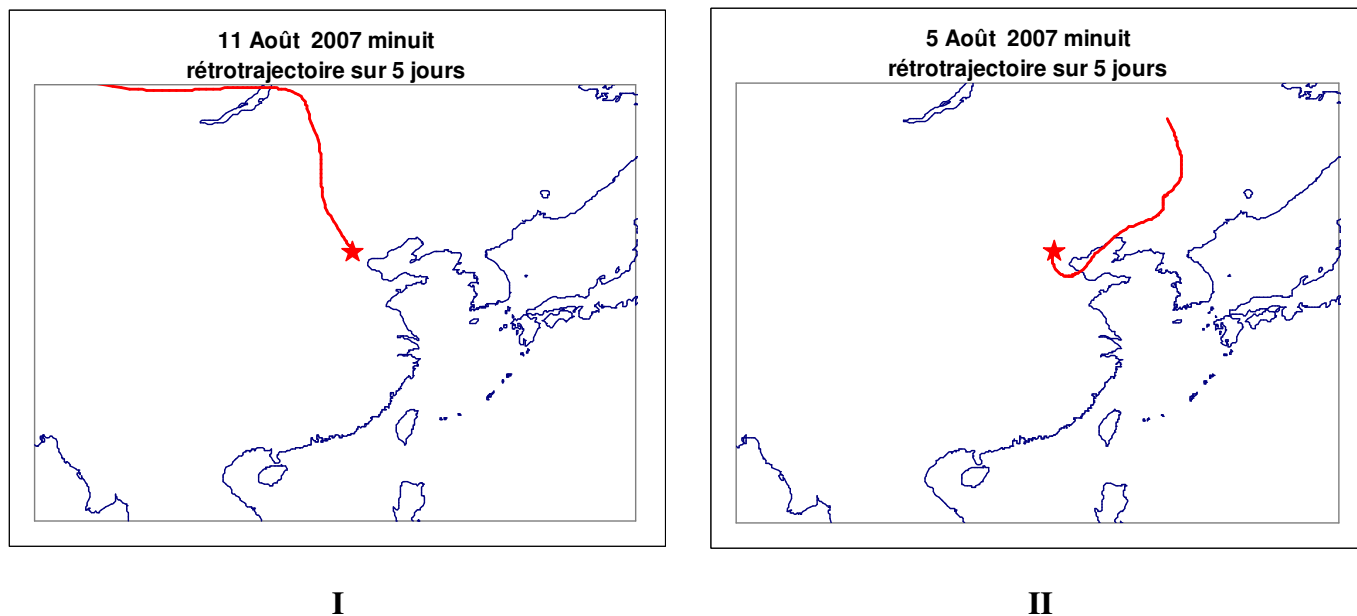 11 Août 2007 minuit
rétrotrajectoire sur 5 jours
5 Août 2007 minuit
rétrotrajectoire sur 5 jours
I
II